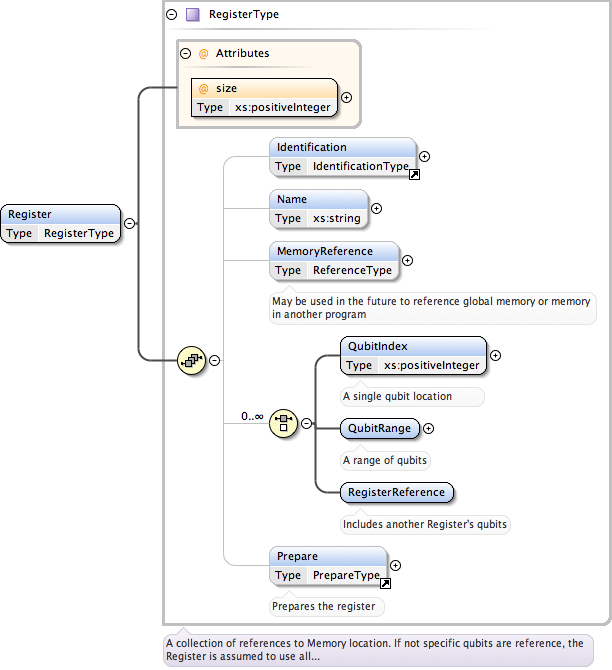 RegisterType
@ Attributes
@ size
Type xs:positiveInteger
Identification
Type IdentificationType
Name
Type xs:string
Register
Type RegisterType
MemoryReference
Type ReferenceType
May be used in the future to reference global memory or memory
in another program
QubitIndex
Type xs:positiveInteger
A single qubit location
0..∞
QubitRange
A range of qubits
RegisterReference
Includes another Register's qubits
Prepare
Type PrepareType
Prepares the register
A collection of references to Memory location. If not specific qubits are reference, the
Register is assumed to use all...